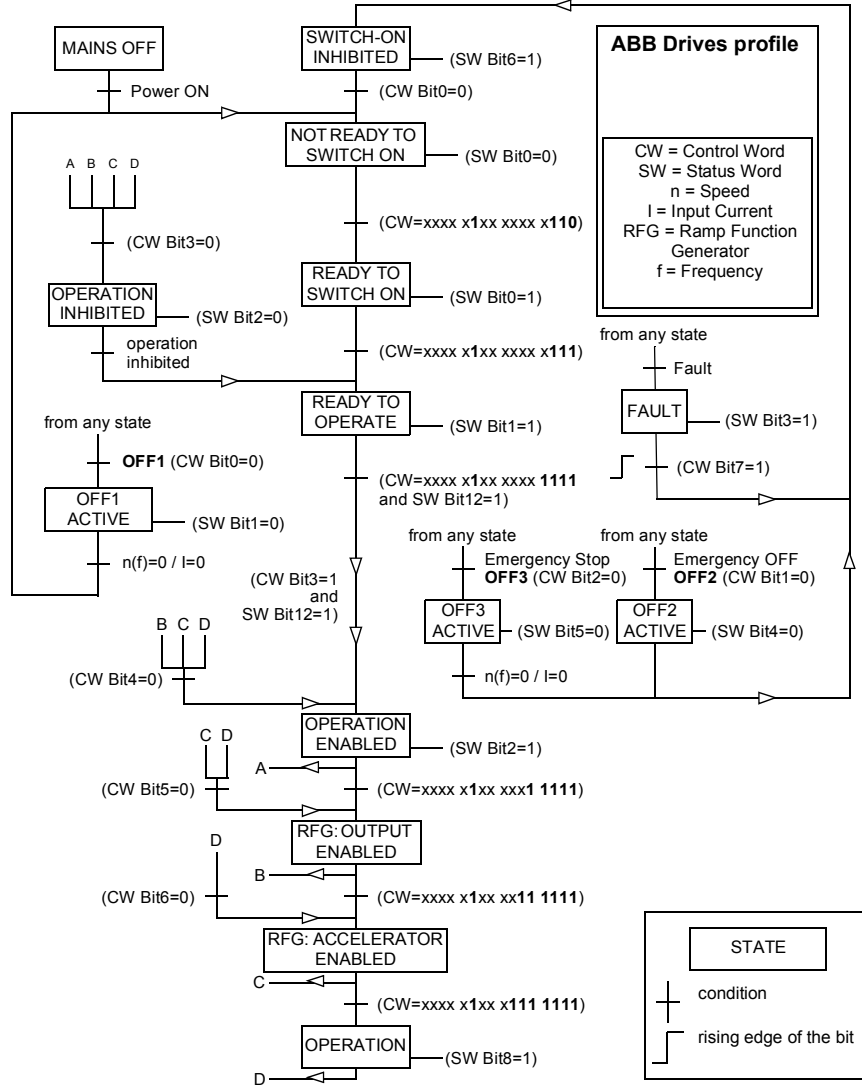 MAINS OFF
Power ON
SWITCH-ON
INHIBITED
(SW Bit6=1)
(CW Bit0=0)
ABB Drives profile
CW = Control Word
SW = Status Word
n = Speed
I = Input Current
RFG = Ramp Function
Generator
f = Frequency
NOT READY TO
SWITCH ON
(SW Bit0=0)
A B C D
(CW Bit3=0)
(CW=xxxx x1xx xxxx x110)
OPERATION
INHIBITED
(SW Bit2=0)
operation
inhibited
READY TO
SWITCH ON
(SW Bit0=1)
(CW=xxxx x1xx xxxx x111)
from any state
Fault
FAULT
(SW Bit3=1)
(CW Bit7=1)
READY TO
OPERATE
(SW Bit1=1)
(CW=xxxx x1xx xxxx 1111
and SW Bit12=1)
from any state
OFF1 (CW Bit0=0)
OFF1
ACTIVE
(SW Bit1=0)
n(f)=0 / I=0
(CW Bit3=1
and
SW Bit12=1)
from any state
Emergency Stop
OFF3 (CW Bit2=0)
OFF3
ACTIVE
(SW Bit5=0)
n(f)=0 / I=0
from any state
Emergency OFF
OFF2 (CW Bit1=0)
OFF2
ACTIVE
(SW Bit4=0)
B C D
(CW Bit4=0)
OPERATION
ENABLED
(SW Bit2=1)
A
C D
(CW Bit5=0)
(CW=xxxx x1xx xxx1 1111)
RFG: OUTPUT
ENABLED
B
D
(CW Bit6=0)
(CW=xxxx x1xx xx11 1111)
RFG: ACCELERATOR
ENABLED
C
(CW=xxxx x1xx x111 1111)
OPERATION
(SW Bit8=1)
D
STATE
condition
rising edge of the bit